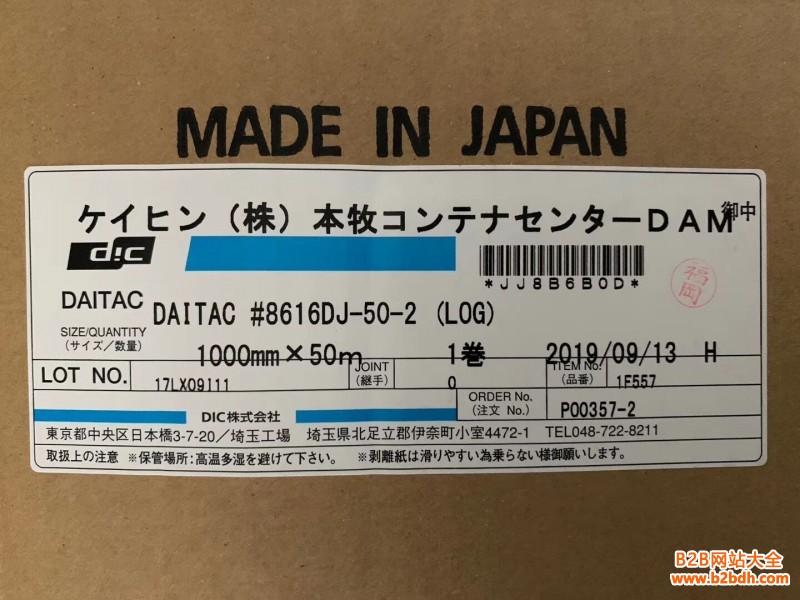 MADE IN JAPAN
ケイヒン（株）本牧コンテナセンターＤＡＭ 御中
dic
*JJ8B6B0D*
福岡
DAITAC DAITAC #8616DJ-50-2 (LOG)
SIZE/QUANTITY
(サイズ／数量)
1000mm×50m 1巻 2019/09/13 H
LOT NO. 17LX09111 JOINT (継手) 0 ITEM No. (品番) 1F557
ORDER No. (注文 No.) P00357-2
DIC株式会社
東京都中央区日本橋3-7-20／埼玉工場 埼玉県北足立郡伊奈町小室4472-1 TEL048-722-8211
取扱上の注意 ※保管場所:高温多湿を避けて下さい。 ※剥離紙は滑りやすい為乗らない様御願いします。
B2B网站大全
www.b2bdh.com